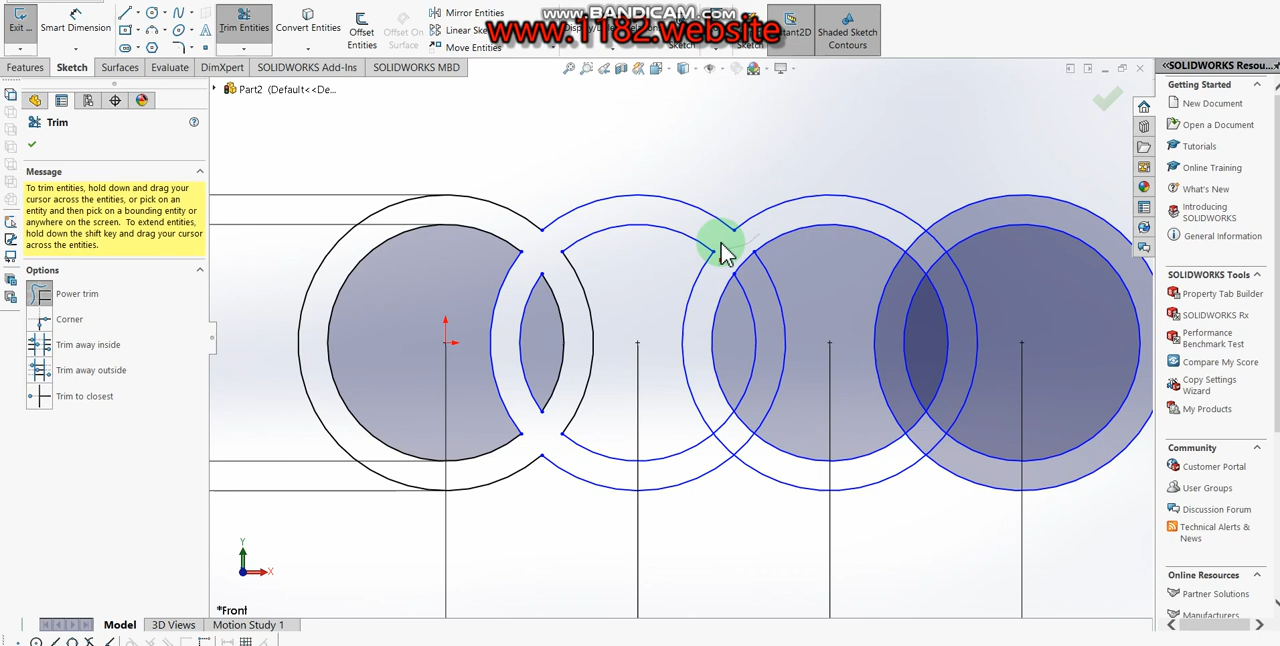 www.BANDICAM.com
www.1182.website
Exit ...
Smart Dimension
Trim Entities
Convert Entities
Offset Entities
Offset On Surface
Mirror Entities
Linear Sk
Move Entities
Sketch
Sketch
Shaded Sketch Contours
Features
Sketch
Surfaces
Evaluate
DimXpert
SOLIDWORKS Add-Ins
SOLIDWORKS MBD
Part2 (Default<<De...
Trim
Message
To trim entities, hold down and drag your
cursor across the entities, or pick on an
entity and then pick on a bounding entity or
anywhere on the screen. To extend entities,
hold down the shift key and drag your cursor
across the entities.
Options
Power trim
Corner
Trim away inside
Trim away outside
Trim to closest
Y
X
*Front
Model
3D Views
Motion Study 1
SOLIDWORKS Resou...
Getting Started
New Document
Open a Document
Tutorials
Online Training
What's New
Introducing
SOLIDWORKS
General Information
SOLIDWORKS Tools
Property Tab Builder
SOLIDWORKS Rx
Performance
Benchmark Test
Compare My Score
Copy Settings
Wizard
My Products
Community
Customer Portal
User Groups
Discussion Forum
Technical Alerts &
News
Online Resources
Partner Solutions
Manufacturers